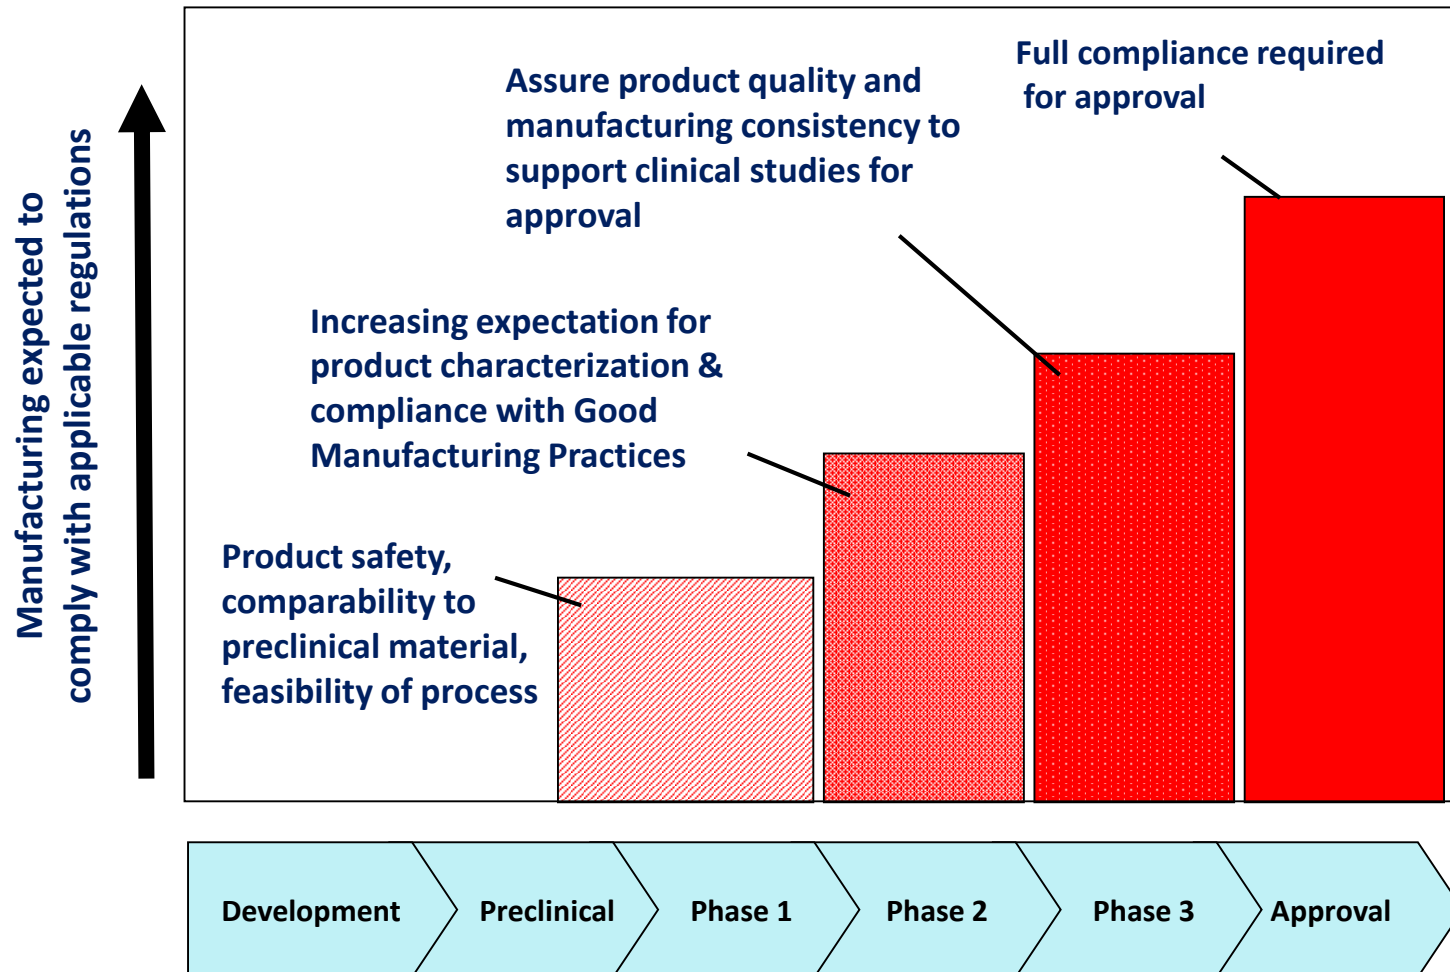 Manufacturing expected to
comply with applicable regulations
Full compliance required
for approval
Assure product quality and
manufacturing consistency to
support clinical studies for
approval
Increasing expectation for
product characterization &
compliance with Good
Manufacturing Practices
Product safety,
comparability to
preclinical material,
feasibility of process
Development
Preclinical
Phase 1
Phase 2
Phase 3
Approval